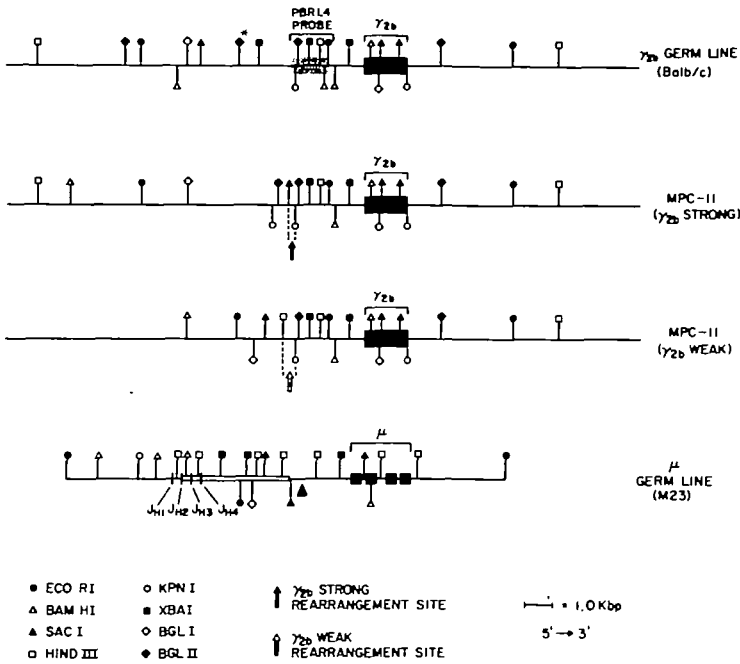 PBRL4
PROBE
γ2b
*
γ2b GERM LINE
(Balb/c)
γ2b
MPC-11
(γ2b STRONG)
γ2b
MPC-11
(γ2b WEAK)
μ
μ
GERM LINE
(M23)
JH1 JH2 JH3 JH4
● ECO RI
△ BAM HI
▲ SAC I
□ HIND III
○ KPN I
■ XBAI
◇ BGL I
◆ BGL II
γ2b STRONG
REARRANGEMENT SITE
γ2b WEAK
REARRANGEMENT SITE
= 1.0 Kbp
5' → 3'